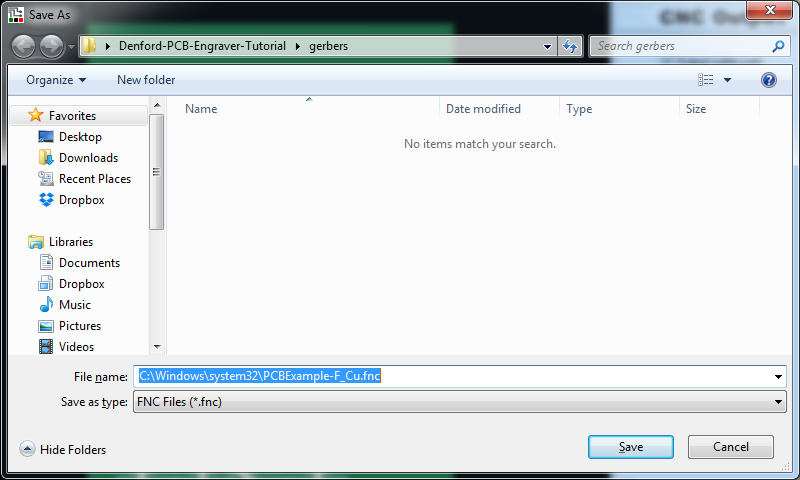 Save As
CNC Outpu
Denford-PCB-Engraver-Tutorial gerbers Search gerbers
Organize New folder
Favorites Name Date modified Type Size
Desktop No items match your search.
Downloads
Recent Places
Dropbox
Libraries
Documents
Dropbox
Music
Pictures
Videos
File name: C:\Windows\system32\PCBExample-F_Cu.fnc
Save as type: FNC Files (*.fnc)
Hide Folders Save Cancel